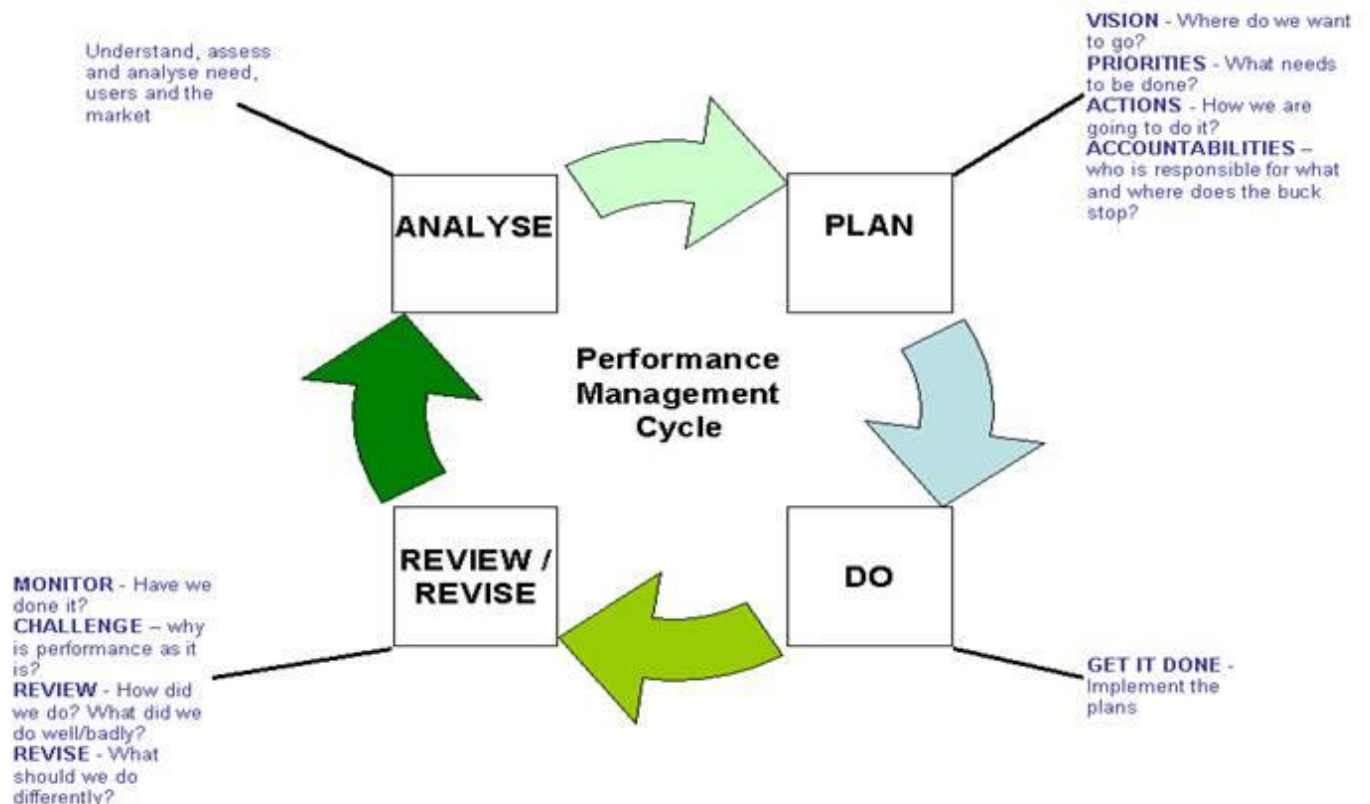 Understand, assess
and analyse need,
users and the
market
VISION - Where do we want
to go?
PRIORITIES - What needs
to be done?
ACTIONS - How we are
going to do it?
ACCOUNTABILITIES –
who is responsible for what
and where does the buck
stop?
ANALYSE
PLAN
Performance
Management
Cycle
REVIEW /
REVISE
DO
MONITOR - Have we
done it?
CHALLENGE – why
is performance as it
is?
REVIEW - How did
we do? What did we
do well/badly?
REVISE - What
should we do
differently?
GET IT DONE -
Implement the
plans